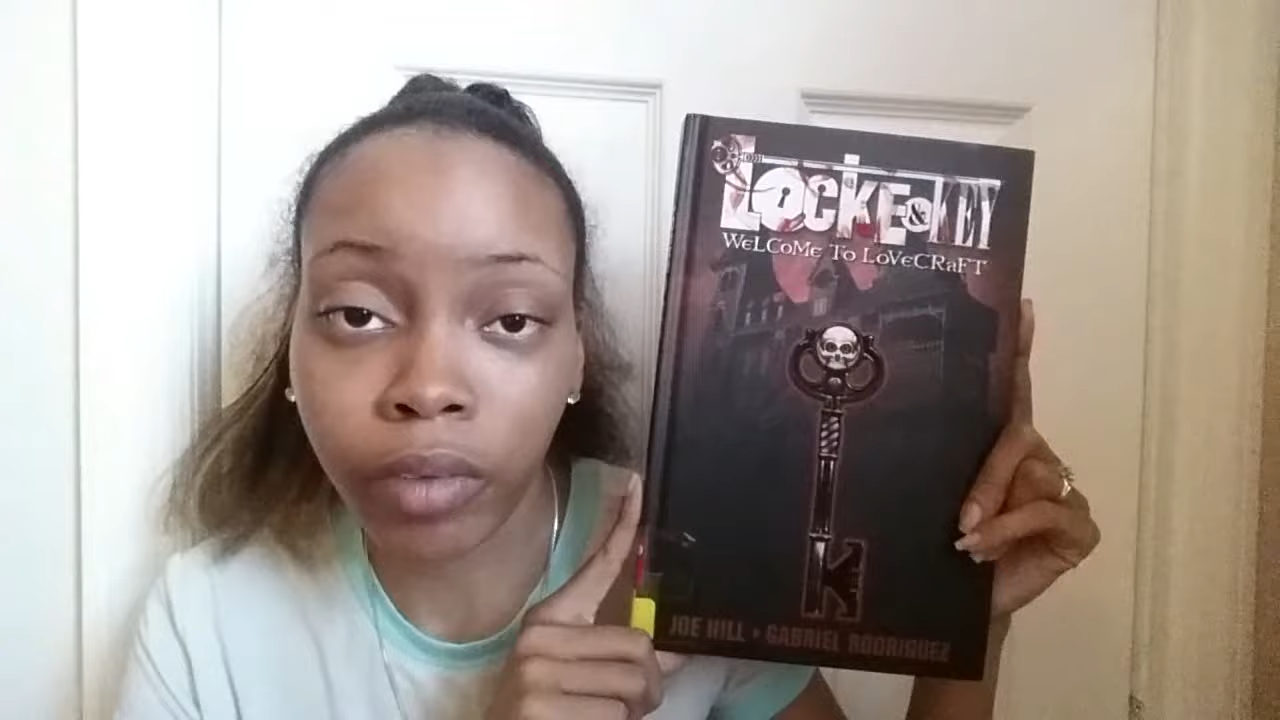 LOCKE & KEY
WELCOME TO LOVECRAFT
JOE HILL • GABRIEL RODRIGUEZ